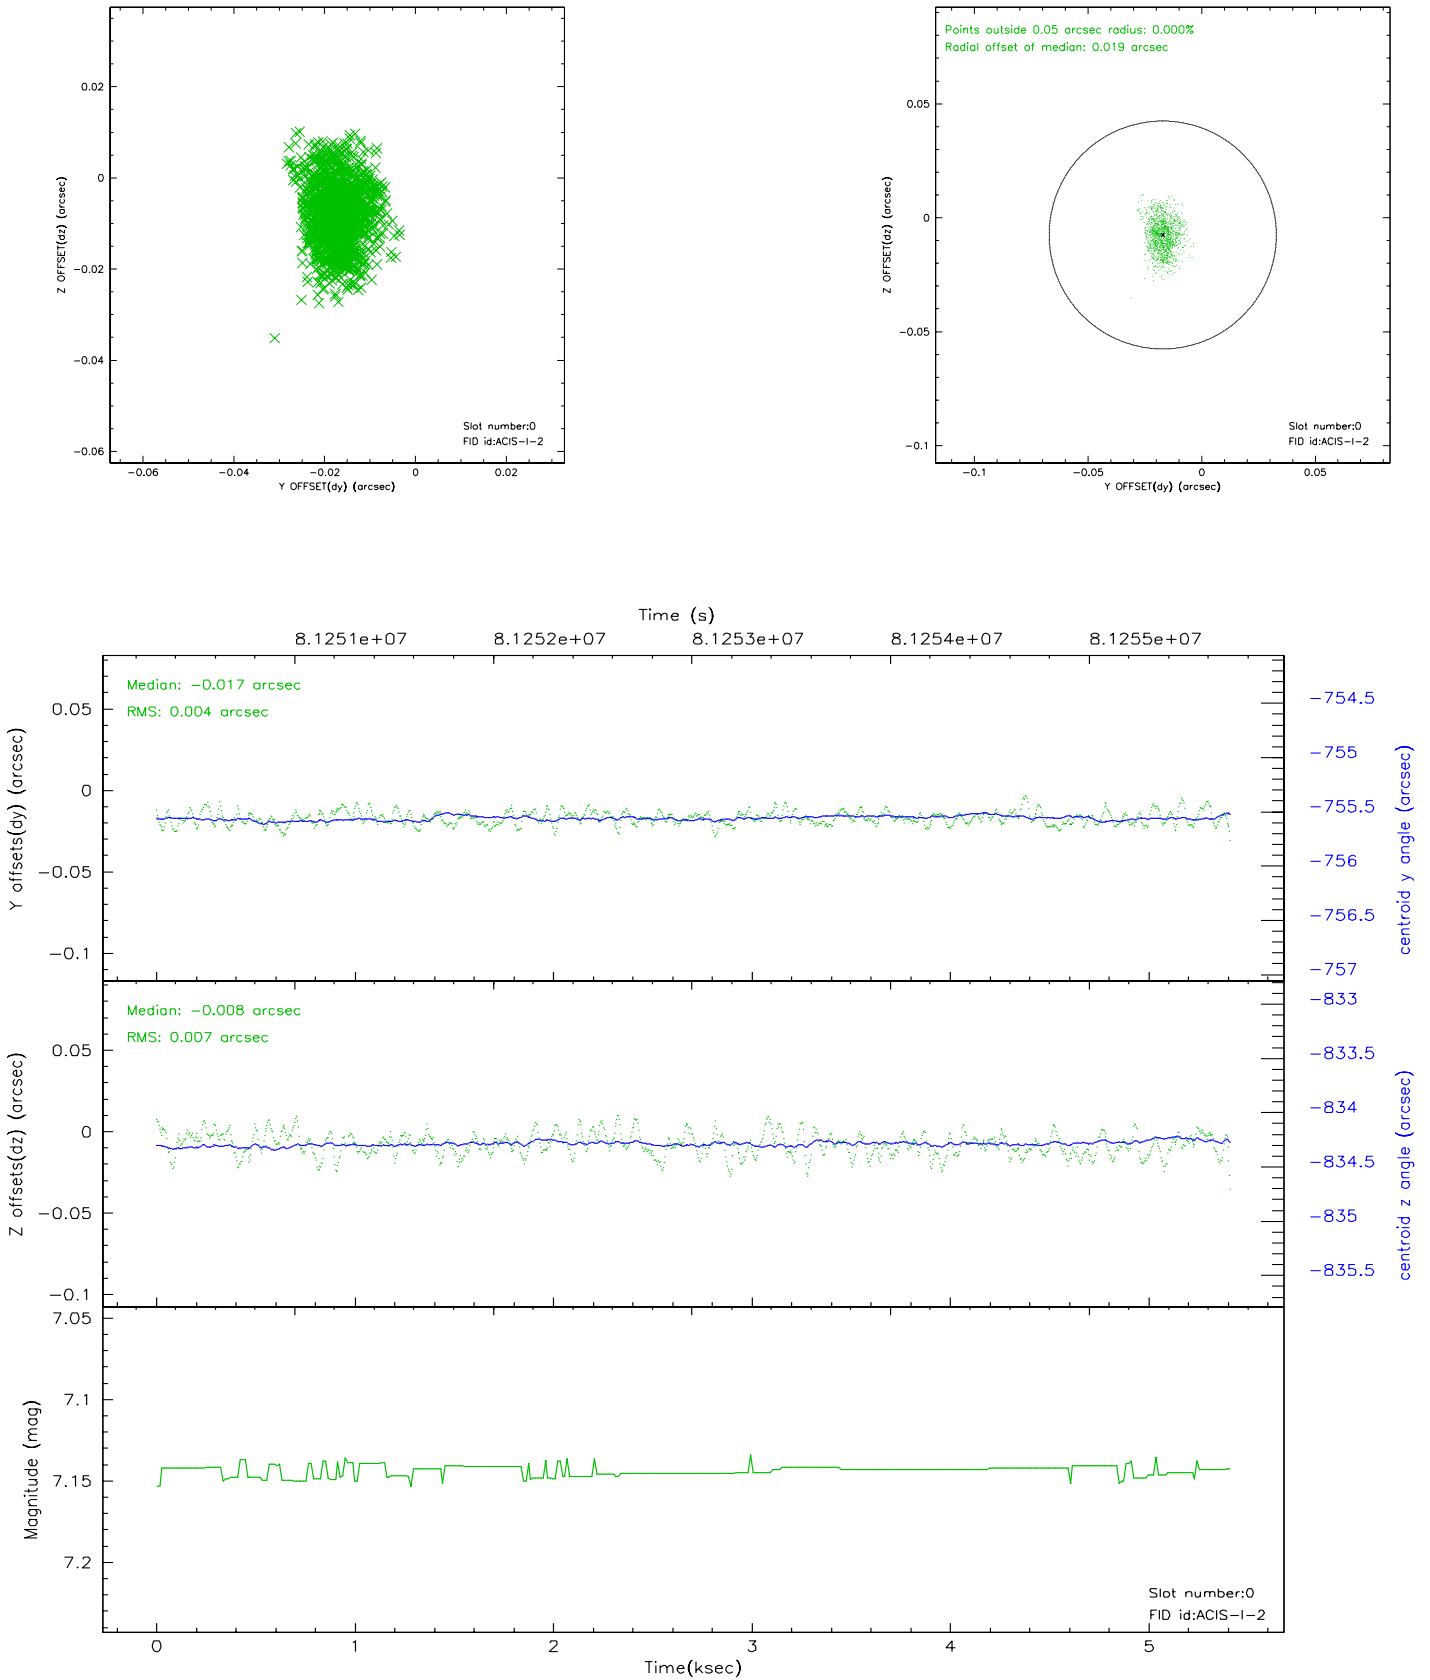 0.02
0
−0.02
−0.04
−0.06
Z OFFSET(dz) (arcsec)
−0.06
−0.04
−0.02
0
0.02
Y OFFSET(dy) (arcsec)
Slot number:0
FID id:ACIS−I−2
Points outside 0.05 arcsec radius: 0.000%
Radial offset of median: 0.019 arcsec
0.05
0
−0.05
−0.1
Z OFFSET(dz) (arcsec)
−0.1
−0.05
0
0.05
Y OFFSET(dy) (arcsec)
Slot number:0
FID id:ACIS−I−2
Time (s)
8.1251e+07
8.1252e+07
8.1253e+07
8.1254e+07
8.1255e+07
Median: −0.017 arcsec
RMS: 0.004 arcsec
0.05
0
−0.05
−0.1
Y offsets(dy) (arcsec)
−754.5
−755
−755.5
−756
−756.5
−757
centroid y angle (arcsec)
Median: −0.008 arcsec
RMS: 0.007 arcsec
0.05
0
−0.05
−0.1
Z offsets(dz) (arcsec)
−833
−833.5
−834
−834.5
−835
−835.5
centroid z angle (arcsec)
7.05
7.1
7.15
7.2
Magnitude (mag)
Slot number:0
FID id:ACIS−I−2
0
1
2
3
4
5
Time(ksec)